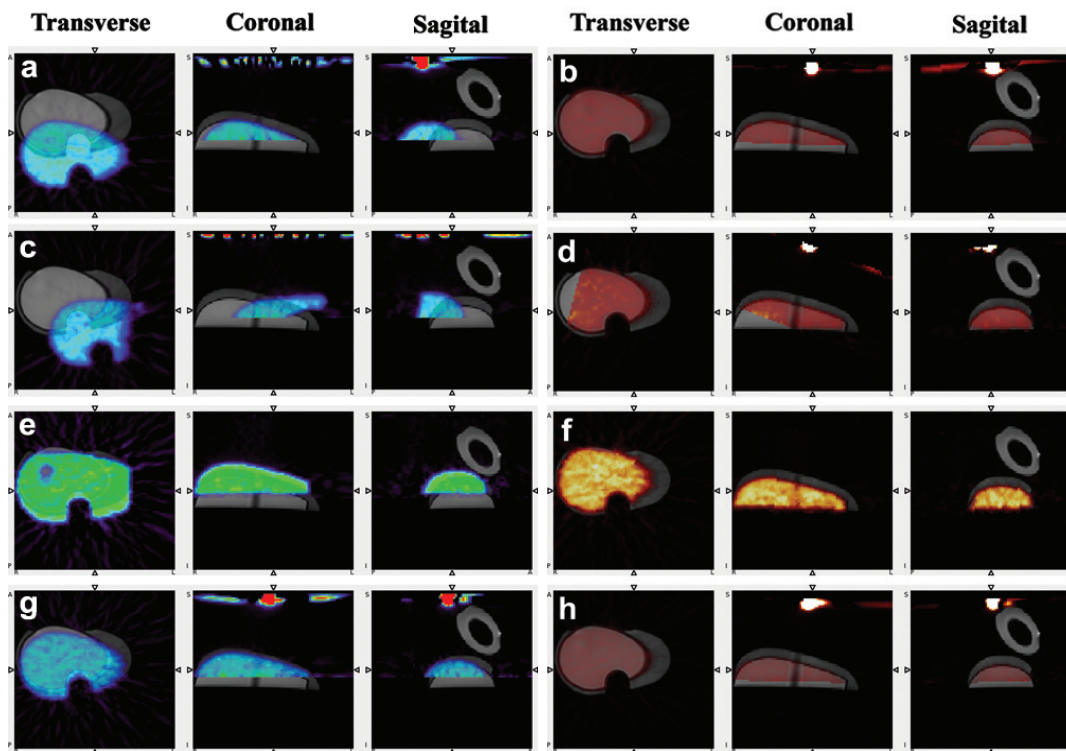 Transverse Coronal Sagital Transverse Coronal Sagital
A S S A S S
a b
P I I P I I
R L R L P A R L R L P A
A S S A S S
c d
P I I P I I
R L R L P A R L R L P A
A S S A S S
e f
P I I P I I
R L R L P A R L R L P A
A S S A S S
g h
P I I P I I